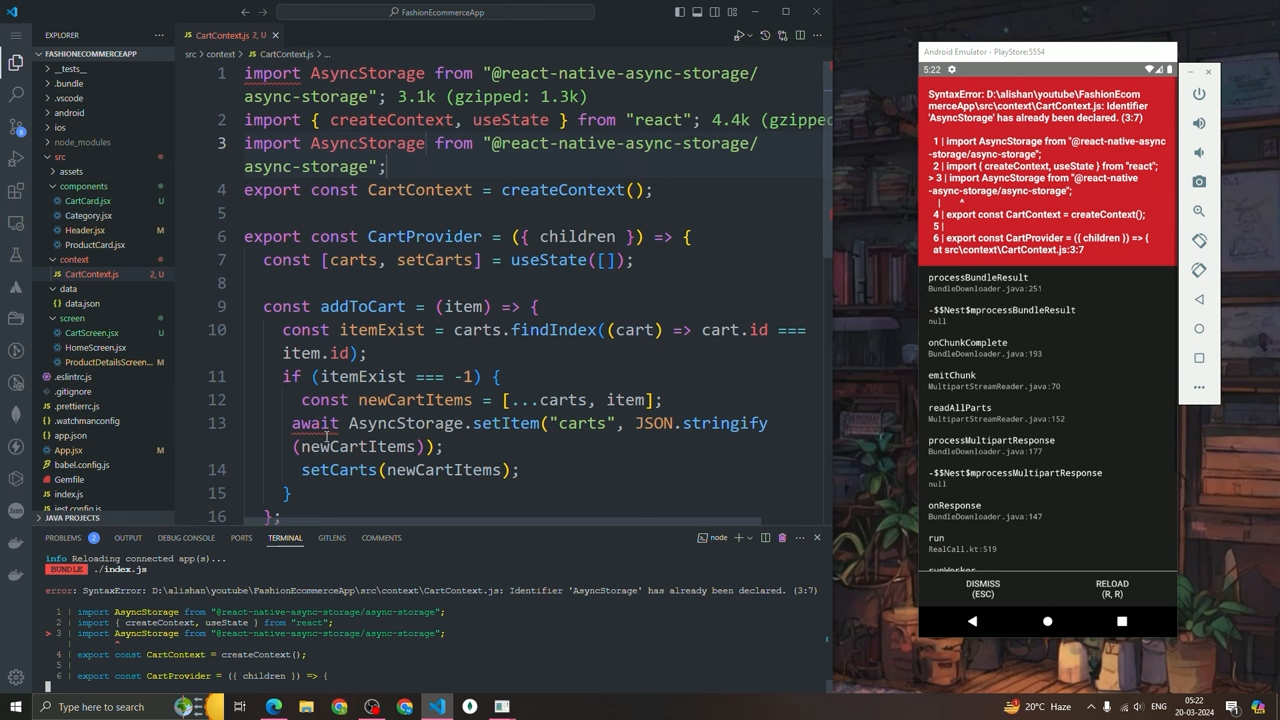 FashionEcommerceApp
EXPLORER
CartContext.js 2, U
src > context > CartContext.js > ...
FASHIONECOMMERCEAPP
__tests__
.bundle
.vscode
android
ios
node_modules
src
assets
components
CartCard.jsx U
Category.jsx
Header.jsx M
ProductCard.jsx
context
CartContext.js 2, U
data
data.json
screen
CartScreen.jsx U
HomeScreen.jsx
ProductDetailsScreen... M
.eslintrc.js
.gitignore
.prettierrc.js
.watchmanconfig
app.json
App.jsx M
babel.config.js
Gemfile
index.js
jest.config.js
JAVA PROJECTS
1 import AsyncStorage from "@react-native-async-storage/
async-storage"; 3.1k (gzipped: 1.3k)
2 import { createContext, useState } from "react"; 4.4k (gzipped
3 import AsyncStorage from "@react-native-async-storage/
async-storage";
4 export const CartContext = createContext();
5
6 export const CartProvider = ({ children }) => {
7 const [carts, setCarts] = useState([]);
8
9 const addToCart = (item) => {
10 const itemExist = carts.findIndex((cart) => cart.id ===
item.id);
11 if (itemExist === -1) {
12 const newCartItems = [...carts, item];
13 await AsyncStorage.setItem("carts", JSON.stringify
(newCartItems));
14 setCarts(newCartItems);
15 }
16 };
PROBLEMS 2 OUTPUT DEBUG CONSOLE PORTS TERMINAL GITLENS COMMENTS
node
info Reloading connected app(s)...
BUNDLE ./index.js
error: SyntaxError: D:\alishan\youtube\FashionEcommerceApp\src\context\CartContext.js: Identifier 'AsyncStorage' has already been declared. (3:7)
1 | import AsyncStorage from "@react-native-async-storage/async-storage";
2 | import { createContext, useState } from "react";
> 3 | import AsyncStorage from "@react-native-async-storage/async-storage";
| ^
4 | export const CartContext = createContext();
5 |
6 | export const CartProvider = ({ children }) => {
Android Emulator - PlayStore:5554
5:22
SyntaxError: D:\alishan\youtube\FashionEcom
merceApp\src\context\CartContext.js: Identifier
'AsyncStorage' has already been declared. (3:7)
1 | import AsyncStorage from "@react-native-async
-storage/async-storage";
2 | import { createContext, useState } from "react";
> 3 | import AsyncStorage from "@react-native
-async-storage/async-storage";
| ^
4 | export const CartContext = createContext();
5 |
6 | export const CartProvider = ({ children }) => {
at src\context\CartContext.js:3:7
processBundleResult
BundleDownloader.java:251
-$$Nest$mprocessBundleResult
null
onChunkComplete
BundleDownloader.java:193
emitChunk
MultipartStreamReader.java:70
readAllParts
MultipartStreamReader.java:152
processMultipartResponse
BundleDownloader.java:177
-$$Nest$mprocessMultipartResponse
null
onResponse
BundleDownloader.java:147
run
RealCall.kt:519
DISMISS
(ESC)
RELOAD
(R, R)
Type here to search
20°C Haze
ENG
05:22
20-03-2024